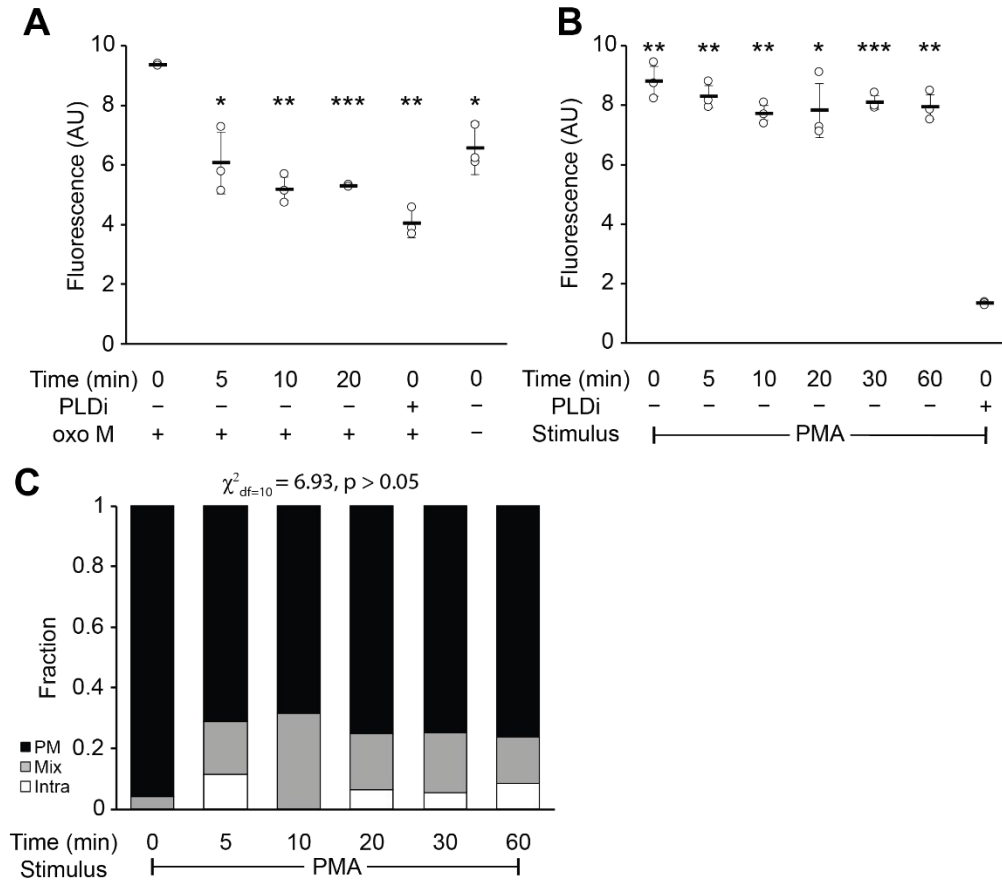 A
10
8
6
4
2
0
Fluorescence (AU)
* ** *** ** *
Time (min) 0 5 10 20 0 0
PLDi – – – – + –
oxo M + + + + + –
B
10
8
6
4
2
0
Fluorescence (AU)
** ** ** * *** **
Time (min) 0 5 10 20 30 60 0
PLDi – – – – – – +
Stimulus PMA
C
χ²df=10 = 6.93, p > 0.05
1
0.8
0.6
0.4
0.2
0
Fraction
PM
Mix
Intra
Time (min) 0 5 10 20 30 60
Stimulus PMA